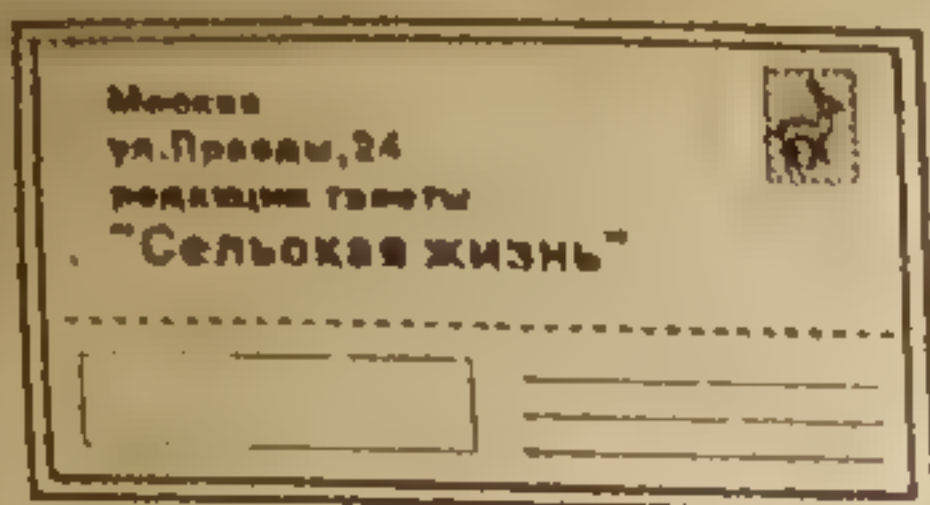 Москва
ул.Правды,24
редакция газеты
"Сельская жизнь"